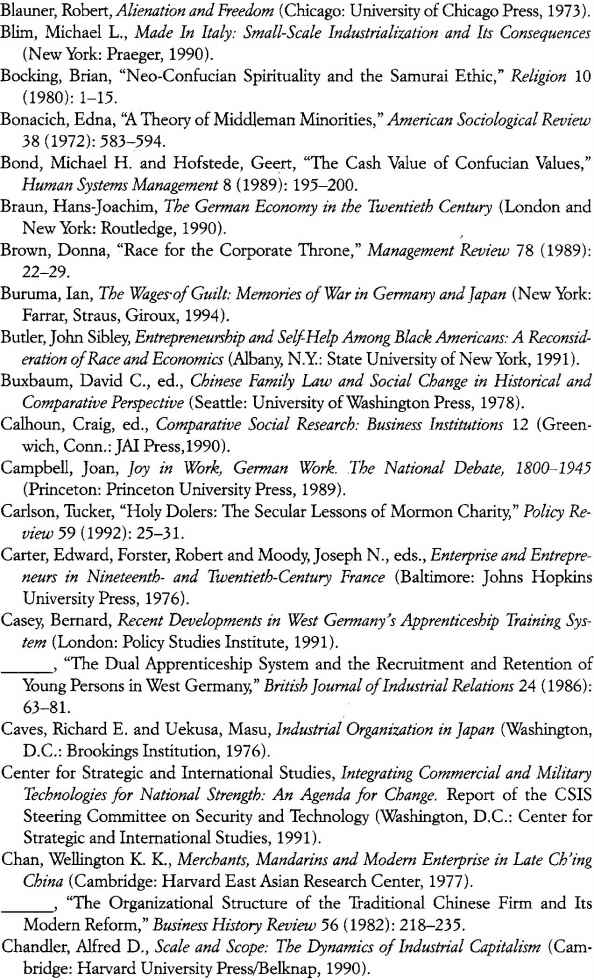 Blauner, Robert, Alienation and Freedom (Chicago: University of Chicago Press, 1973).
Blim, Michael L., Made In Italy: Small-Scale Industrialization and Its Consequences
(New York: Praeger, 1990).
Bocking, Brian, “Neo-Confucian Spirituality and the Samurai Ethic,” Religion 10
(1980): 1–15.
Bonacich, Edna, “A Theory of Middleman Minorities,” American Sociological Review
38 (1972): 583–594.
Bond, Michael H. and Hofstede, Geert, “The Cash Value of Confucian Values,”
Human Systems Management 8 (1989): 195–200.
Braun, Hans-Joachim, The German Economy in the Twentieth Century (London and
New York: Routledge, 1990).
Brown, Donna, “Race for the Corporate Throne,” Management Review 78 (1989):
22–29.
Buruma, Ian, The Wages of Guilt: Memories of War in Germany and Japan (New York:
Farrar, Straus, Giroux, 1994).
Butler, John Sibley, Entrepreneurship and Self-Help Among Black Americans: A Reconsid-
eration of Race and Economics (Albany, N.Y.: State University of New York, 1991).
Buxbaum, David C., ed., Chinese Family Law and Social Change in Historical and
Comparative Perspective (Seattle: University of Washington Press, 1978).
Calhoun, Craig, ed., Comparative Social Research: Business Institutions 12 (Green-
wich, Conn.: JAI Press,1990).
Campbell, Joan, Joy in Work, German Work. The National Debate, 1800–1945
(Princeton: Princeton University Press, 1989).
Carlson, Tucker, “Holy Dolers: The Secular Lessons of Mormon Charity,” Policy Re-
view 59 (1992): 25–31.
Carter, Edward, Forster, Robert and Moody, Joseph N., eds., Enterprise and Entrepre-
neurs in Nineteenth- and Twentieth-Century France (Baltimore: Johns Hopkins
University Press, 1976).
Casey, Bernard, Recent Developments in West Germany’s Apprenticeship Training Sys-
tem (London: Policy Studies Institute, 1991).
_____, “The Dual Apprenticeship System and the Recruitment and Retention of
Young Persons in West Germany,” British Journal of Industrial Relations 24 (1986):
63–81.
Caves, Richard E. and Uekusa, Masu, Industrial Organization in Japan (Washington,
D.C.: Brookings Institution, 1976).
Center for Strategic and International Studies, Integrating Commercial and Military
Technologies for National Strength: An Agenda for Change. Report of the CSIS
Steering Committee on Security and Technology (Washington, D.C.: Center for
Strategic and International Studies, 1991).
Chan, Wellington K. K., Merchants, Mandarins and Modern Enterprise in Late Ch’ing
China (Cambridge: Harvard East Asian Research Center, 1977).
_____, “The Organizational Structure of the Traditional Chinese Firm and Its
Modern Reform,” Business History Review 56 (1982): 218–235.
Chandler, Alfred D., Scale and Scope: The Dynamics of Industrial Capitalism (Cam-
bridge: Harvard University Press/Belknap, 1990).